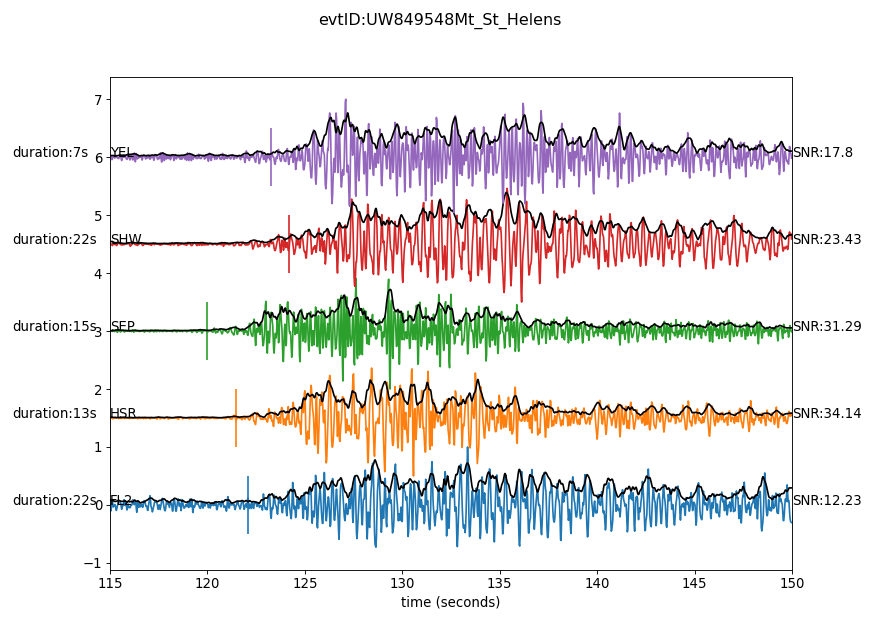 evtID:UW849548Mt_St_Helens
7
duration:7s YEL SNR:17.8
6
5
duration:22s SHW SNR:23.43
4
duration:15s SEP SNR:31.29
3
2
duration:13s HSR SNR:34.14
1
duration:22s EL2 SNR:12.23
0
−1
115 120 125 130 135 140 145 150
time (seconds)